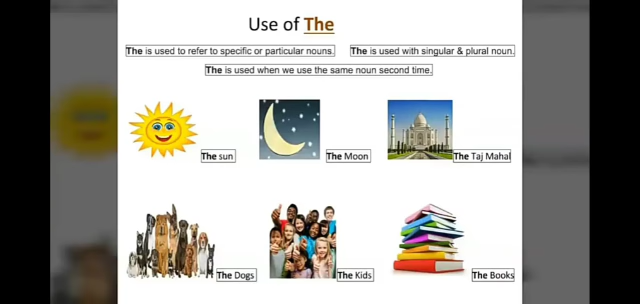 Use of The
The is used to refer to specific or particular nouns. The is used with singular & plural noun.
The is used when we use the same noun second time.
The sun The Moon The Taj Mahal
The Dogs The Kids The Books